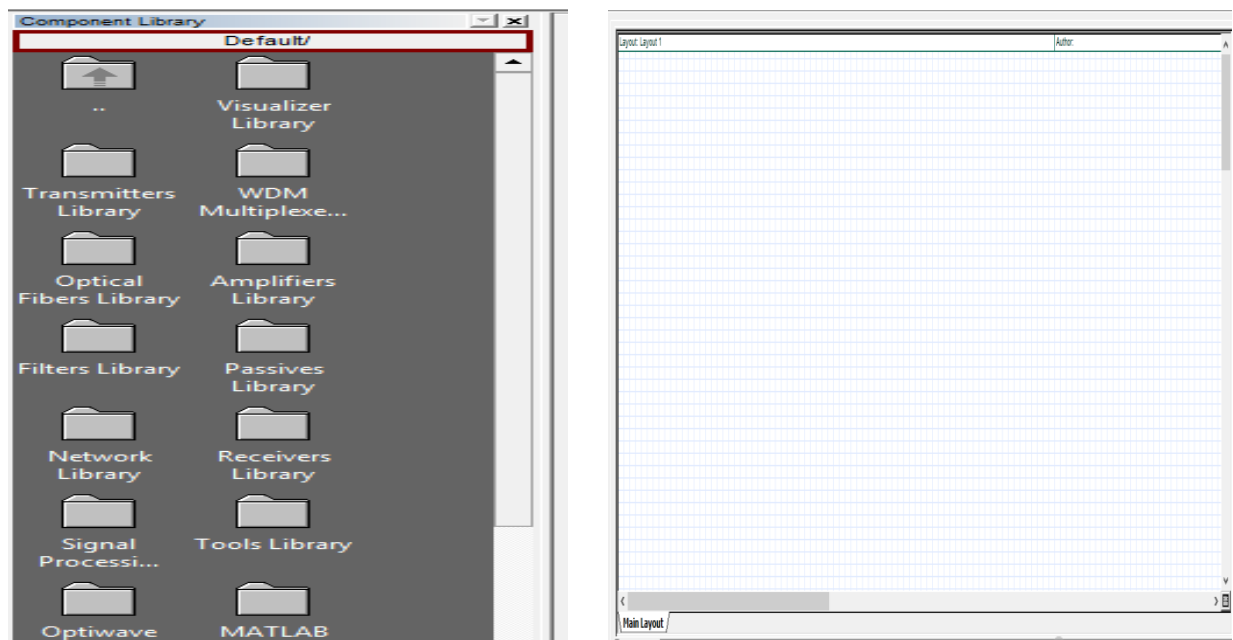 Component Library
Default/
..
Visualizer
Library
Transmitters
Library
WDM
Multiplexe...
Optical
Fibers Library
Amplifiers
Library
Filters Library
Passives
Library
Network
Library
Receivers
Library
Signal
Processi...
Tools Library
Optiwave
MATLAB
Layout: Layout 1
Author:
Main Layout